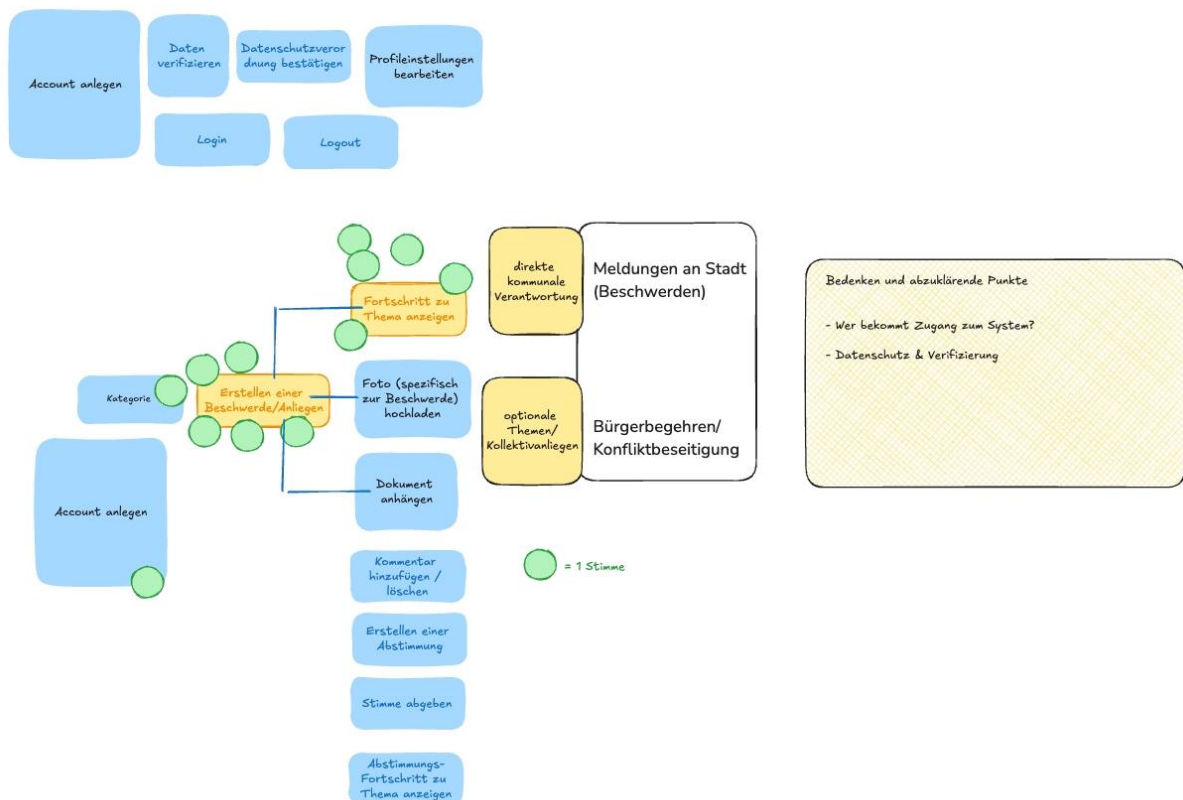 Account anlegen
Daten
verifizieren
Datenschutzveror
dnung bestätigen
Profileinstellungen
bearbeiten
Login
Logout
Fortschritt zu
Thema anzeigen
direkte
kommunale
Verantwortung
Meldungen an Stadt
(Beschwerden)
Bedenken und abzuklärende Punkte
- Wer bekommt Zugang zum System?
- Datenschutz & Verifizierung
Kategorie
Erstellen einer
Beschwerde/Anliegen
Foto (spezifisch
zur Beschwerde)
hochladen
optionale
Themen/
Kollektivanliegen
Bürgerbegehren/
Konfliktbeseitigung
Account anlegen
Dokument
anhängen
Kommentar
hinzufügen /
löschen
= 1 Stimme
Erstellen einer
Abstimmung
Stimme abgeben
Abstimmungs-
Fortschritt zu
Thema anzeigen